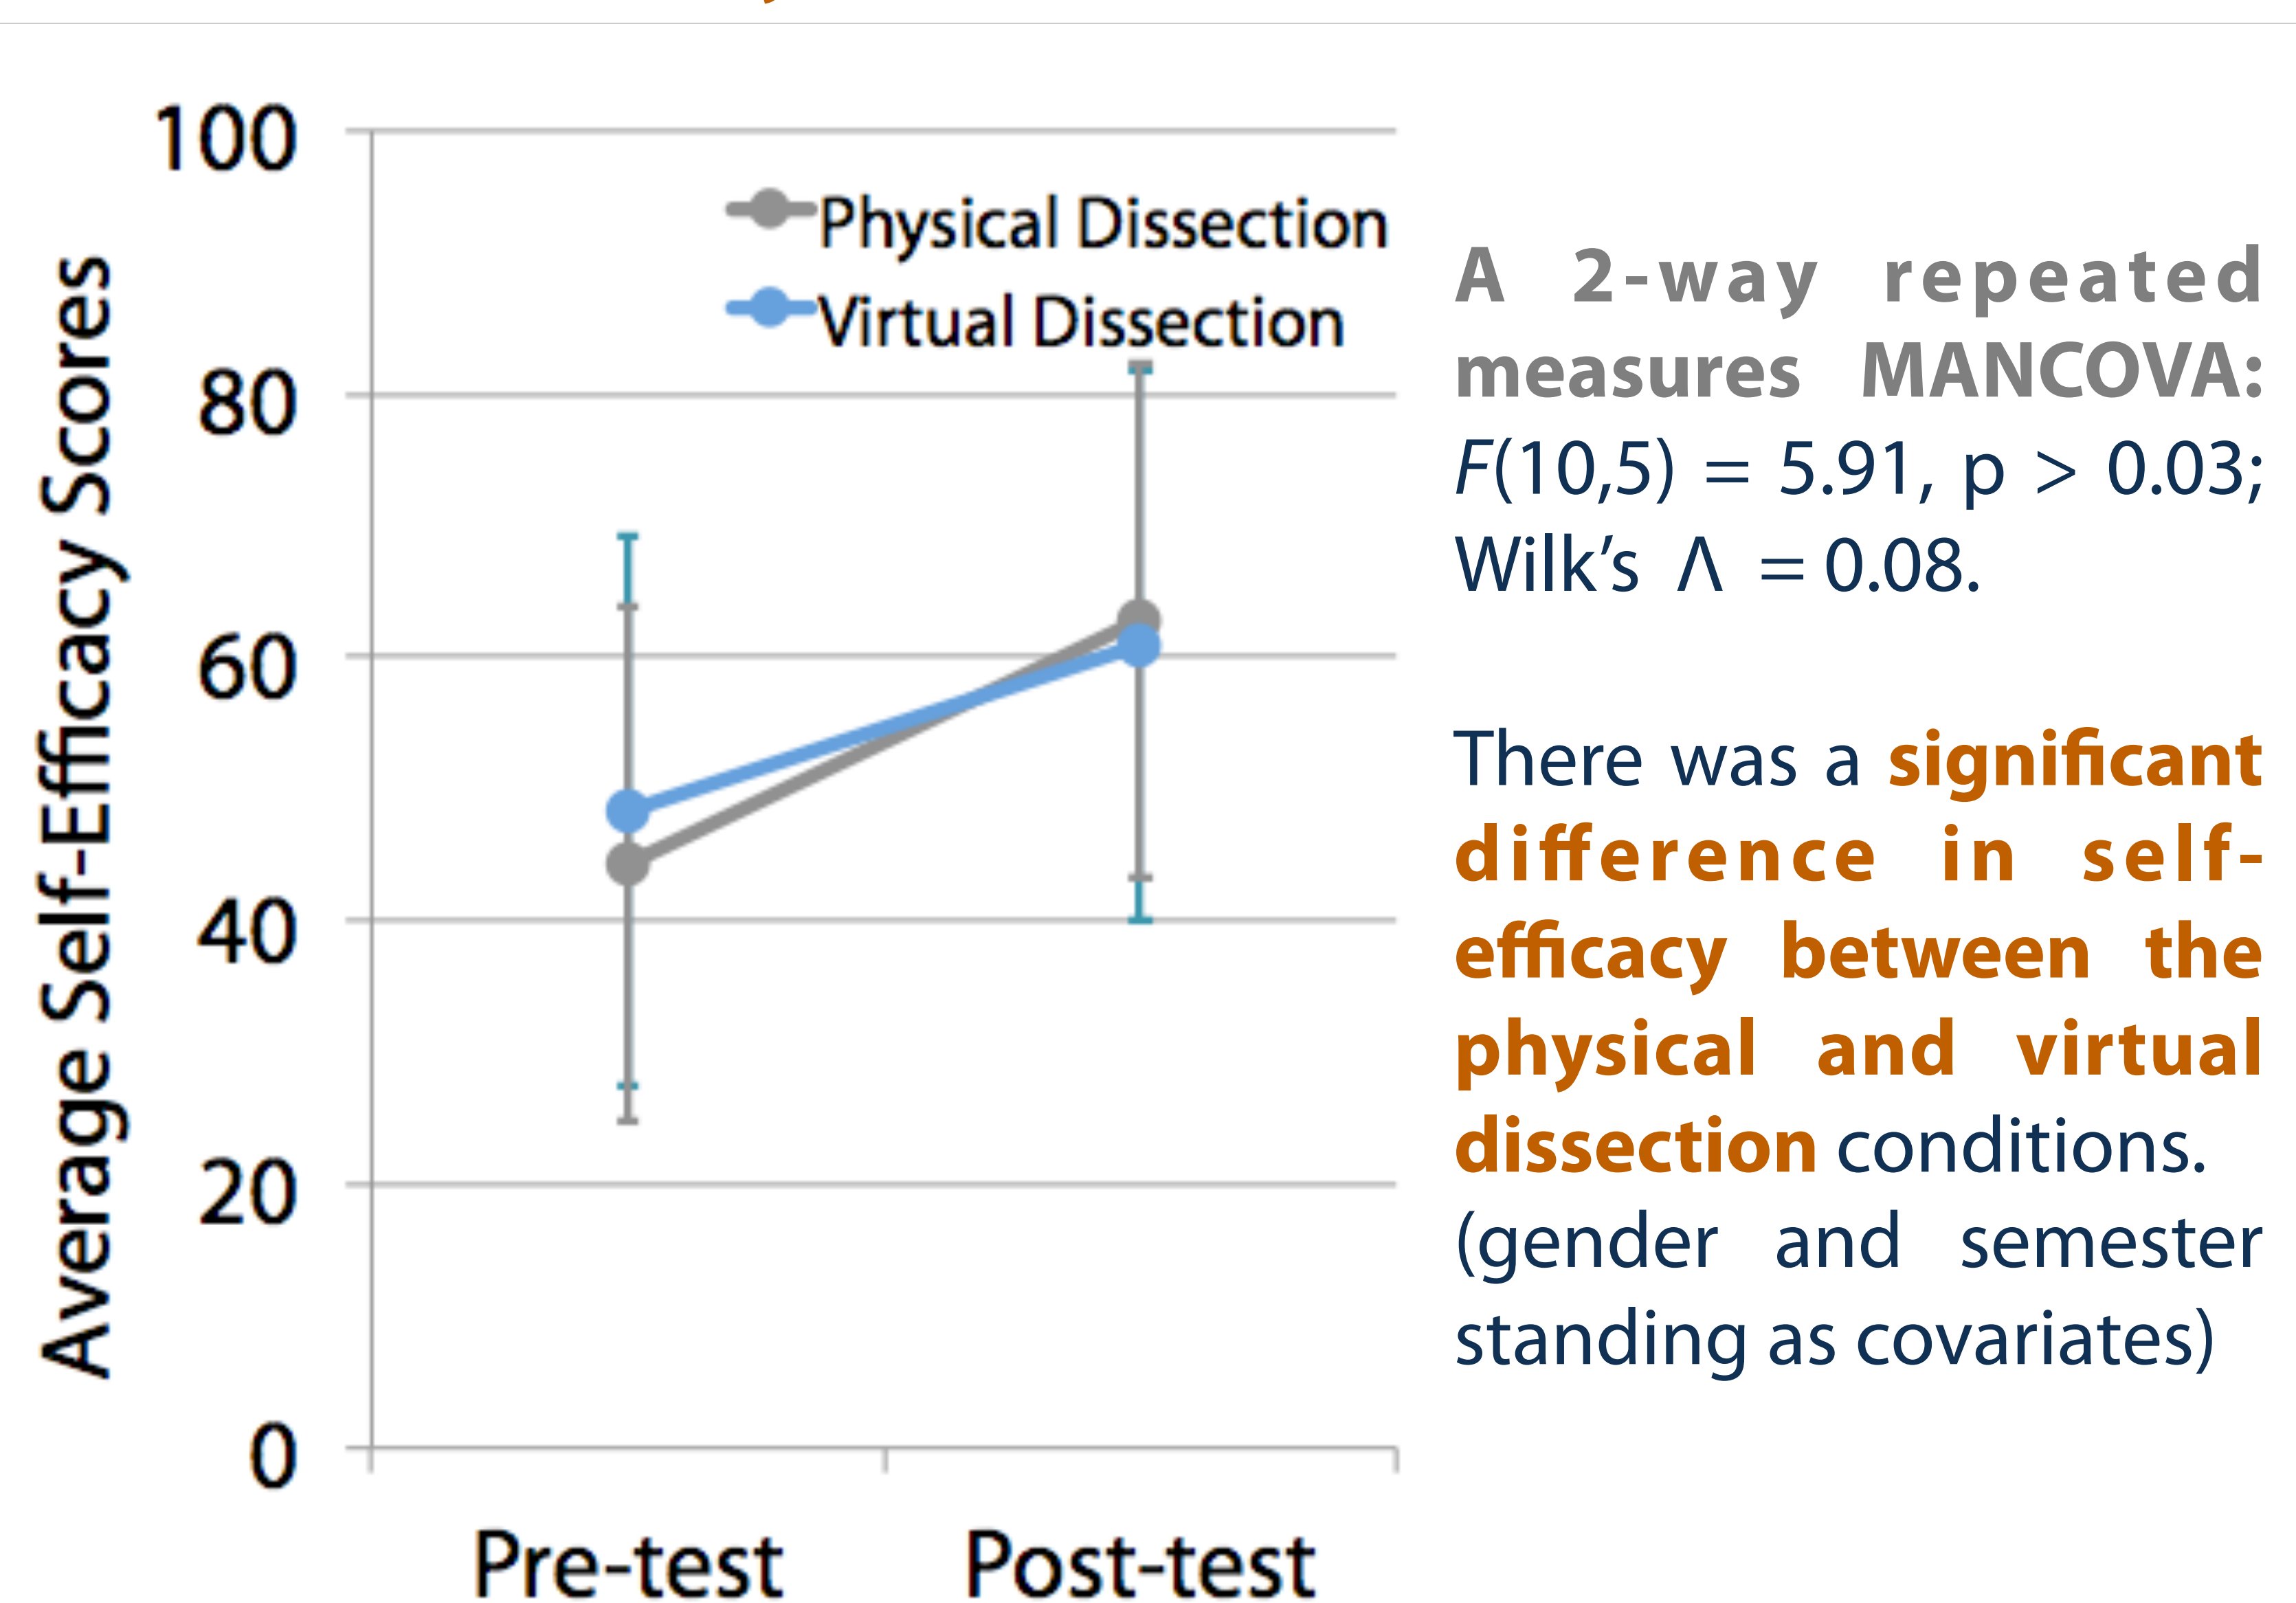 100
Physical Dissection
Virtual Dissection
80
60
40
20
0
Average Self-Efficacy Scores
Pre-test
Post-test
A 2-way repeated
measures MANCOVA:
F(10,5) = 5.91, p > 0.03;
Wilk’s Λ = 0.08.
There was a significant
difference in self-
efficacy between the
physical and virtual
dissection conditions.
(gender and semester
standing as covariates)